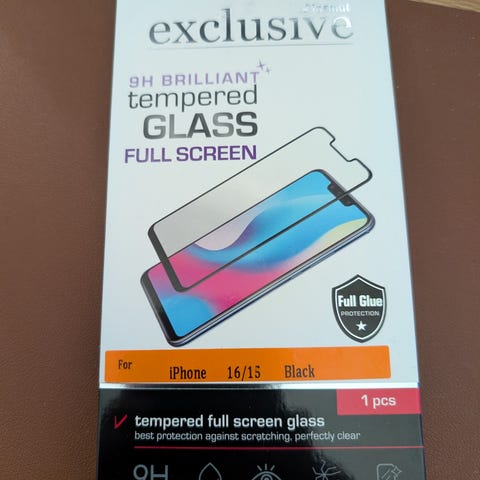 exclusive
9H BRILLIANT
tempered
GLASS
FULL SCREEN
Full Glue
PROTECTION
For iPhone 16/15 Black
1 pcs
tempered full screen glass
best protection against scratching, perfectly clear
9H